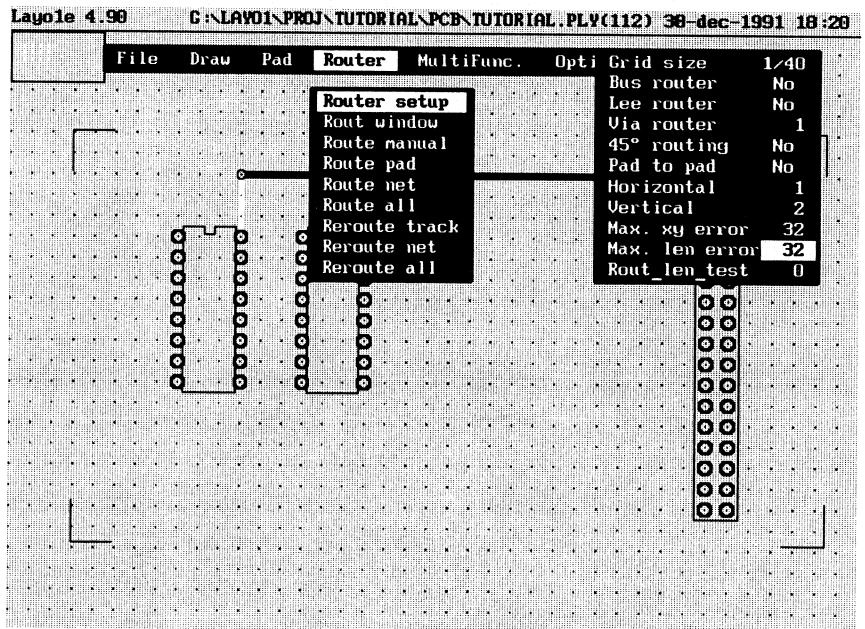 Layo1e 4.90 C:\LAYO1\PROJ\TUTORIAL\PCB\TUTORIAL.PLY(112) 30-dec-1991 18:20
File Draw Pad Router MultiFunc. Opti
Router setup
Rout window
Route manual
Route pad
Route net
Route all
Reroute track
Reroute net
Reroute all
Grid size 1/40
Bus router No
Lee router No
Via router 1
45° routing No
Pad to pad No
Horizontal 1
Vertical 2
Max. xy error 32
Max. len error 32
Rout_len_test 0